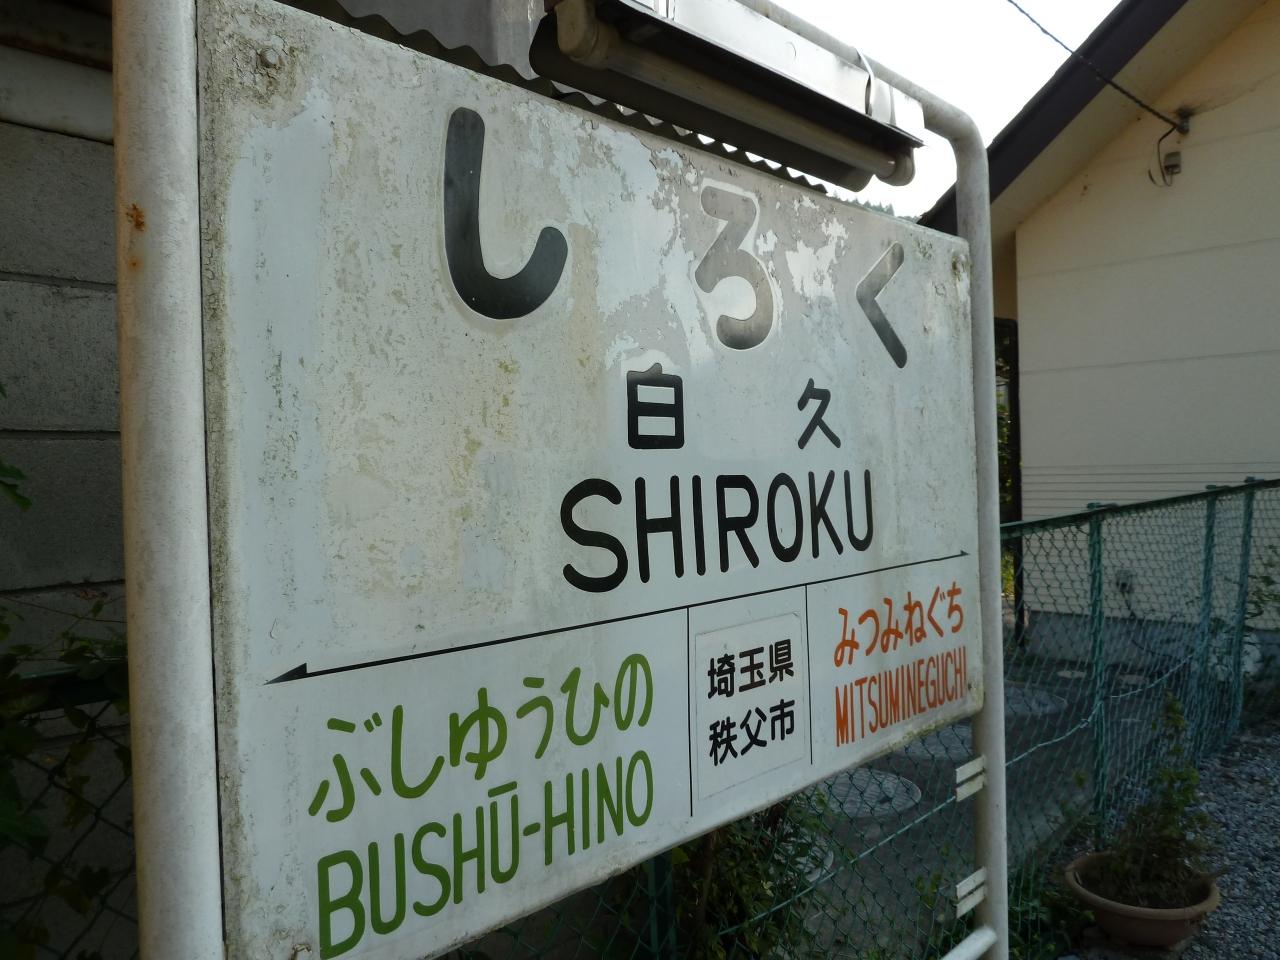 しろく
白久
SHIROKU
ぶしゅうひの
BUSHŪ-HINO
埼玉県
秩父市
みつみねぐち
MITSUMINEGUCHI